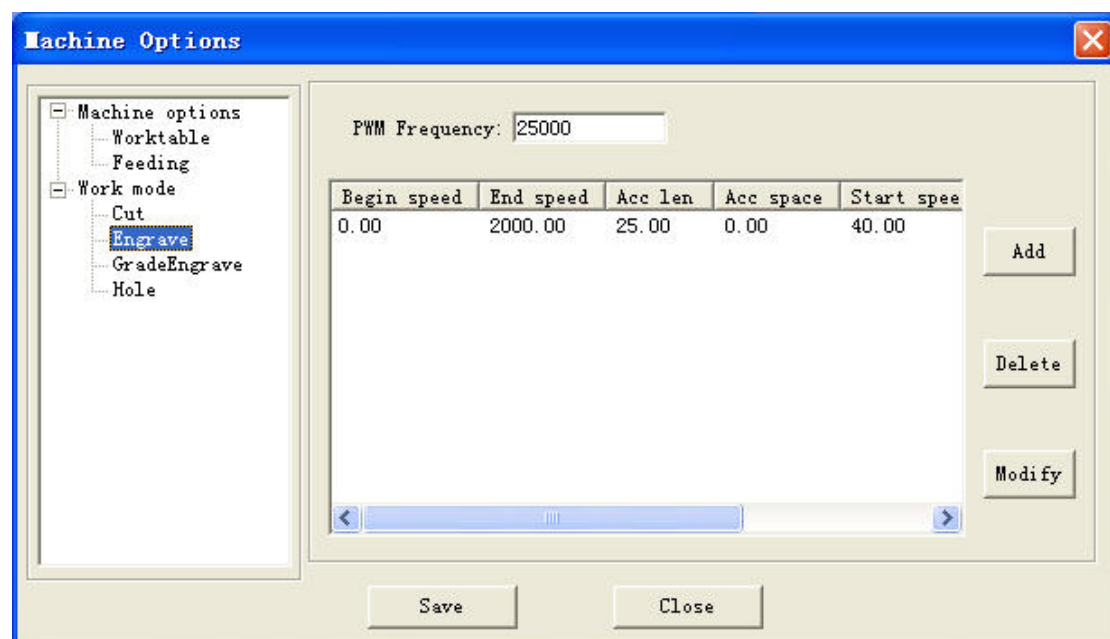 Machine Options
Machine options
Worktable
Feeding
Work mode
Cut
Engrave
GradeEngrave
Hole
PWM Frequency: 25000
Begin speed End speed Acc len Acc space Start spee
0.00 2000.00 25.00 0.00 40.00
Add
Delete
Modify
Save Close